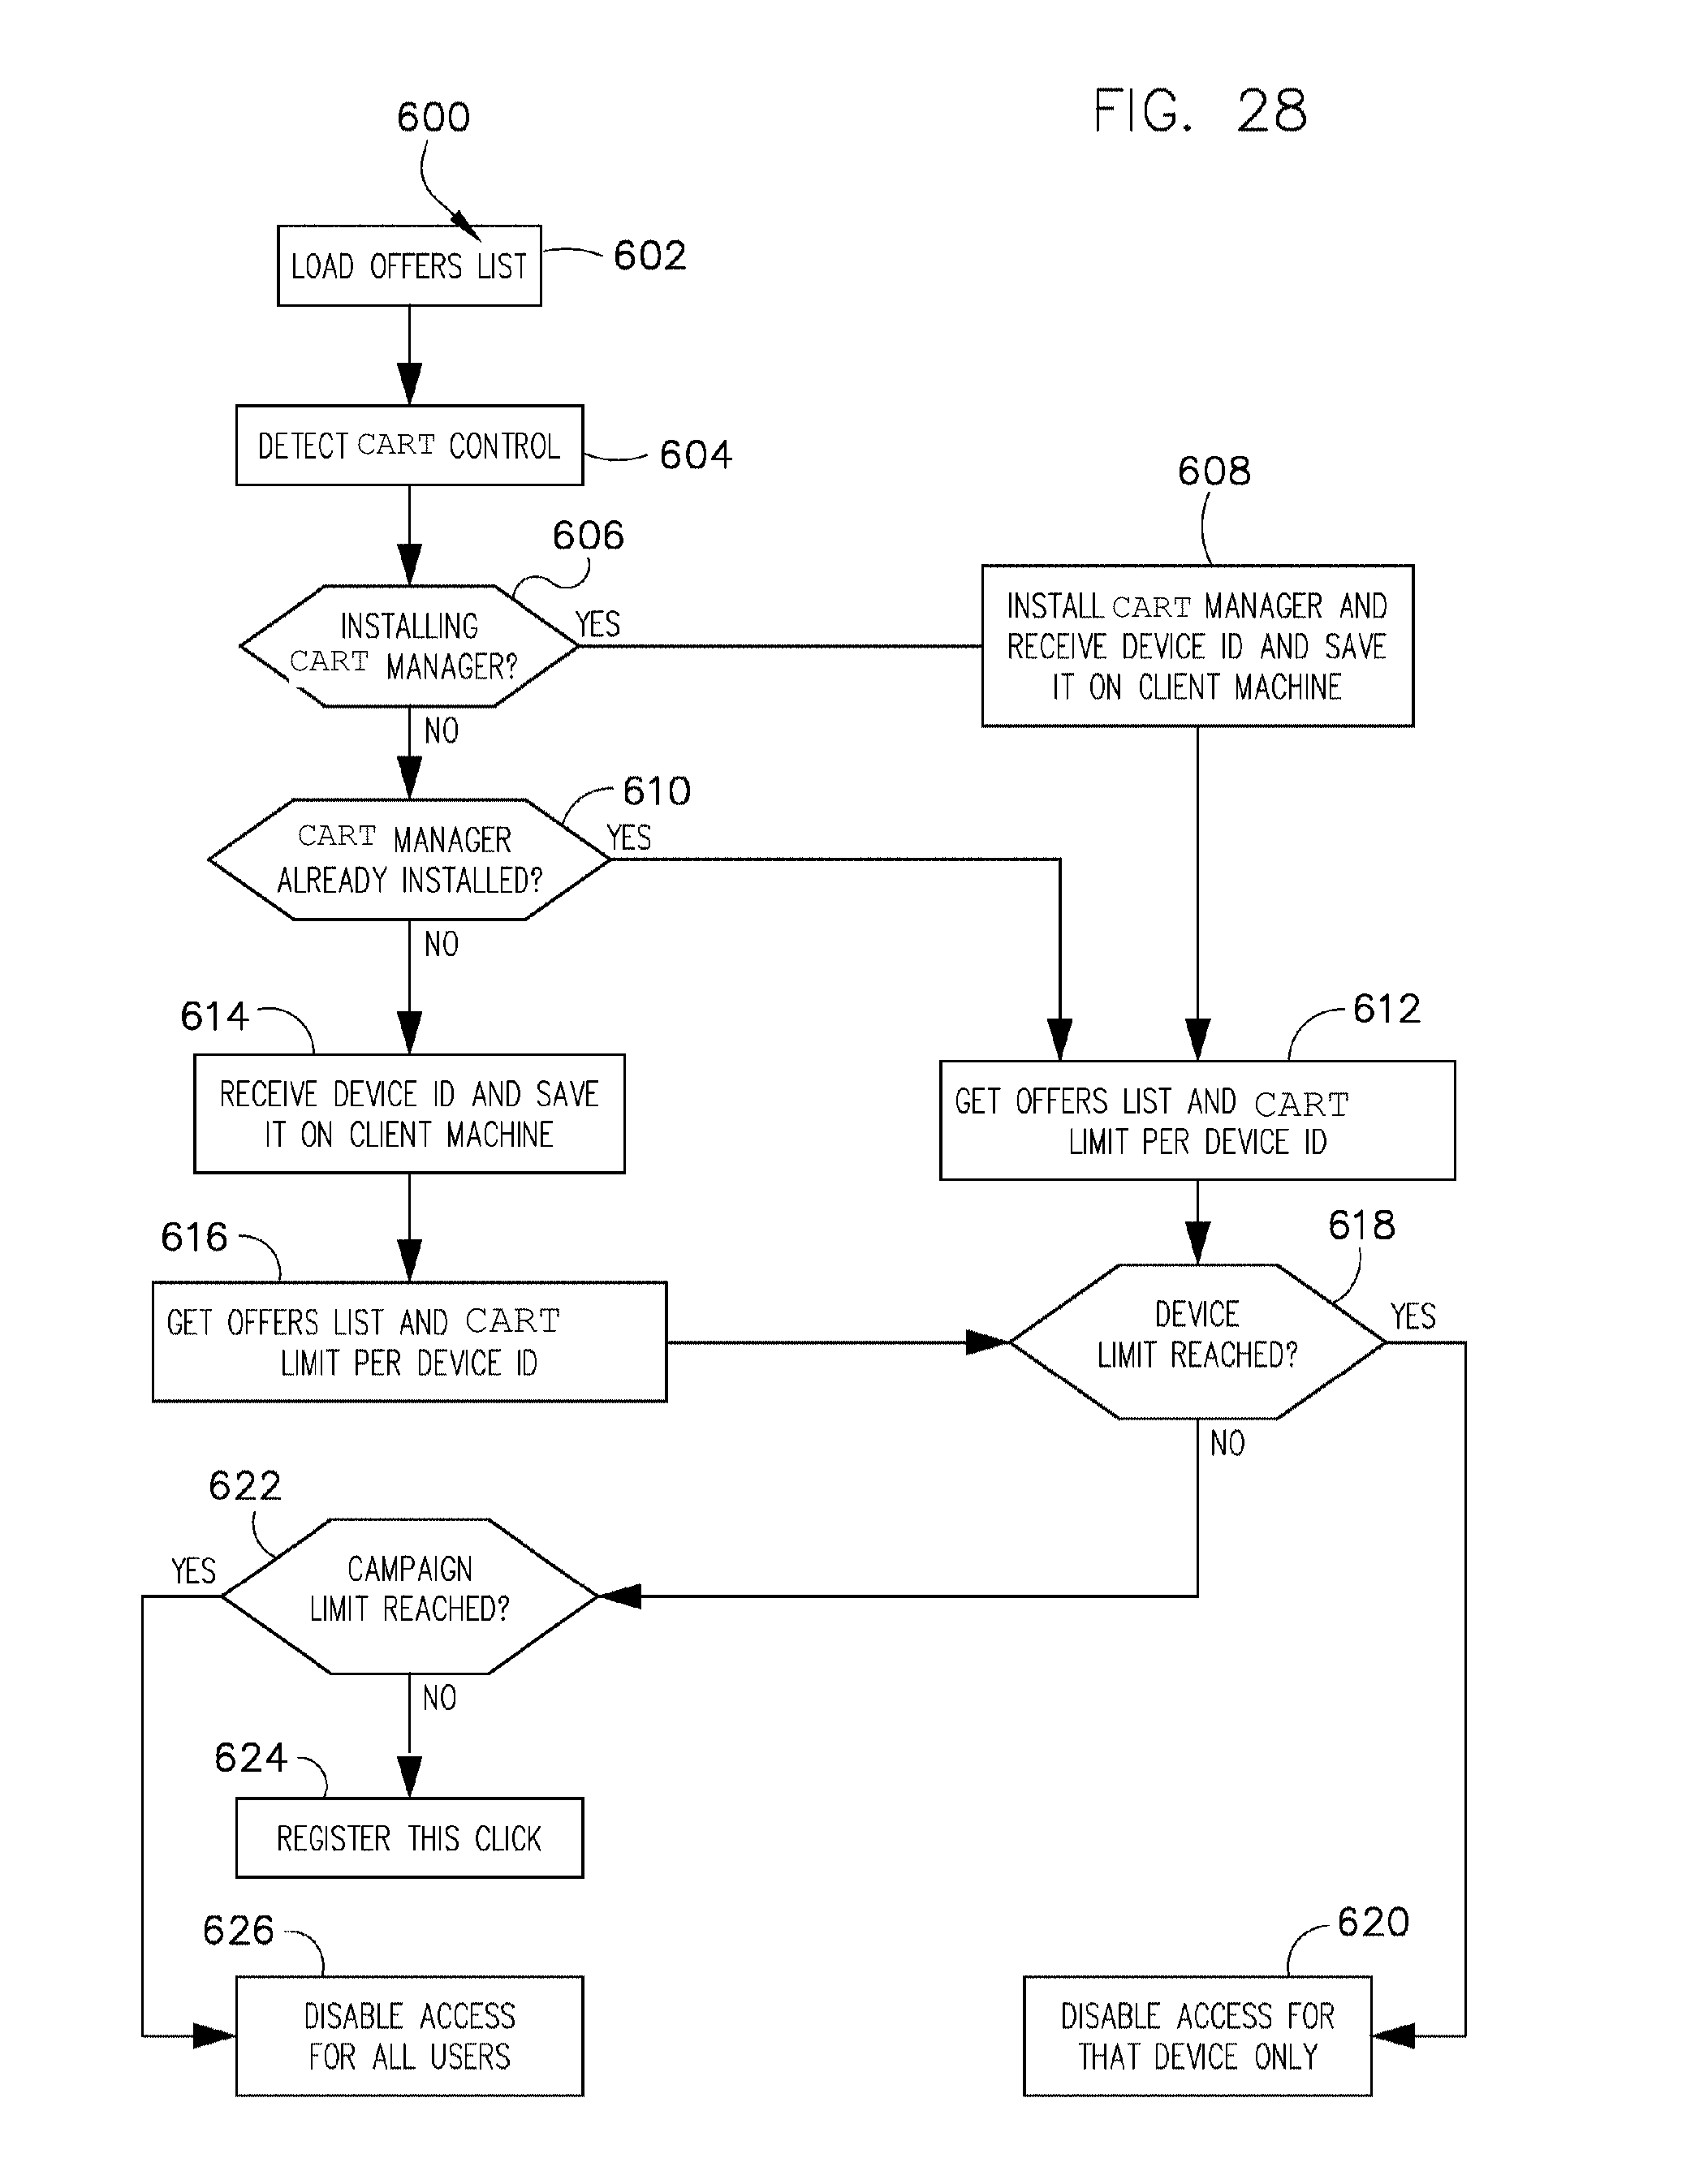 FIG. 28
600
LOAD OFFERS LIST
602
DETECT CART CONTROL
604
606
608
INSTALLING
CART MANAGER?
YES
NO
INSTALL CART MANAGER AND
RECEIVE DEVICE ID AND SAVE
IT ON CLIENT MACHINE
610
CART MANAGER
ALREADY INSTALLED?
YES
NO
614
RECEIVE DEVICE ID AND SAVE
IT ON CLIENT MACHINE
612
GET OFFERS LIST AND CART
LIMIT PER DEVICE ID
616
GET OFFERS LIST AND CART
LIMIT PER DEVICE ID
618
DEVICE
LIMIT REACHED?
YES
NO
622
YES
CAMPAIGN
LIMIT REACHED?
NO
624
REGISTER THIS CLICK
626
DISABLE ACCESS
FOR ALL USERS
620
DISABLE ACCESS FOR
THAT DEVICE ONLY